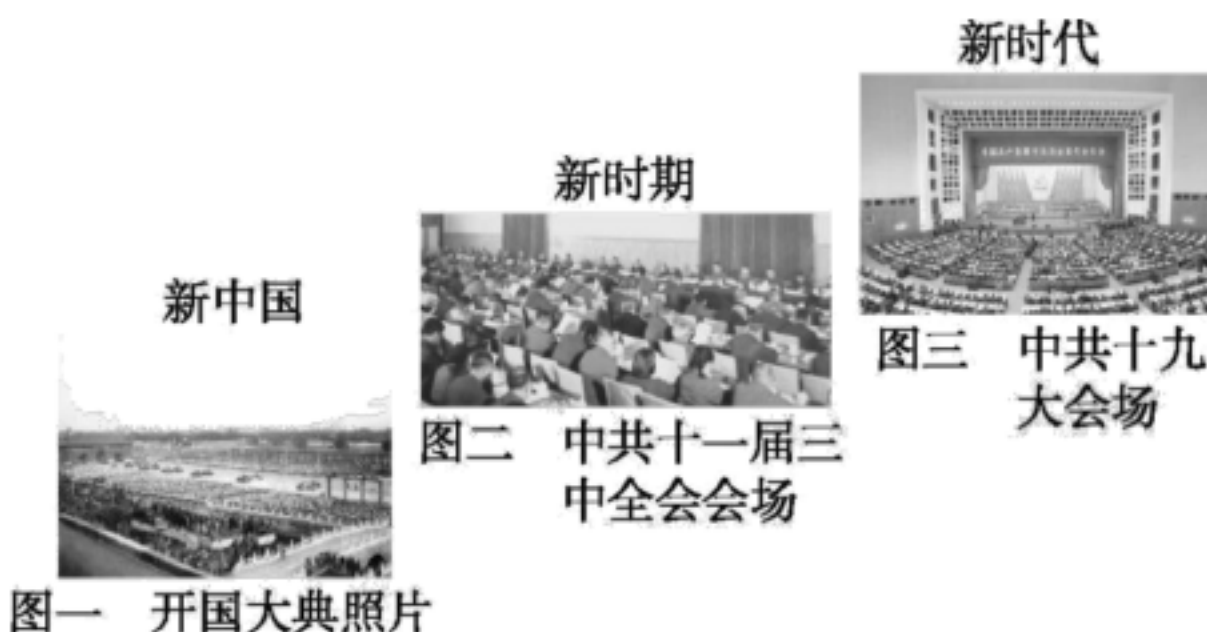 新中国
图一 开国大典照片
新时期
图二 中共十一届三
中全会会场
新时代
图三 中共十九
大会场